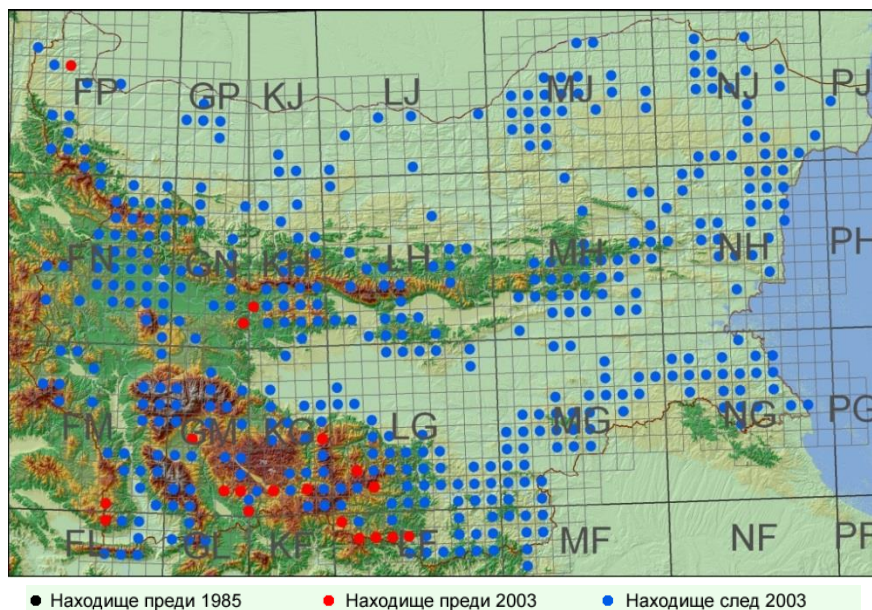 FP GP KJ LJ MJ NJ PJ
FN GN KH LH MH NH PH
FM GM KG LG MG NG PG
FL GL KF LF MF NF PF
Находище преди 1985 Находище преди 2003 Находище след 2003